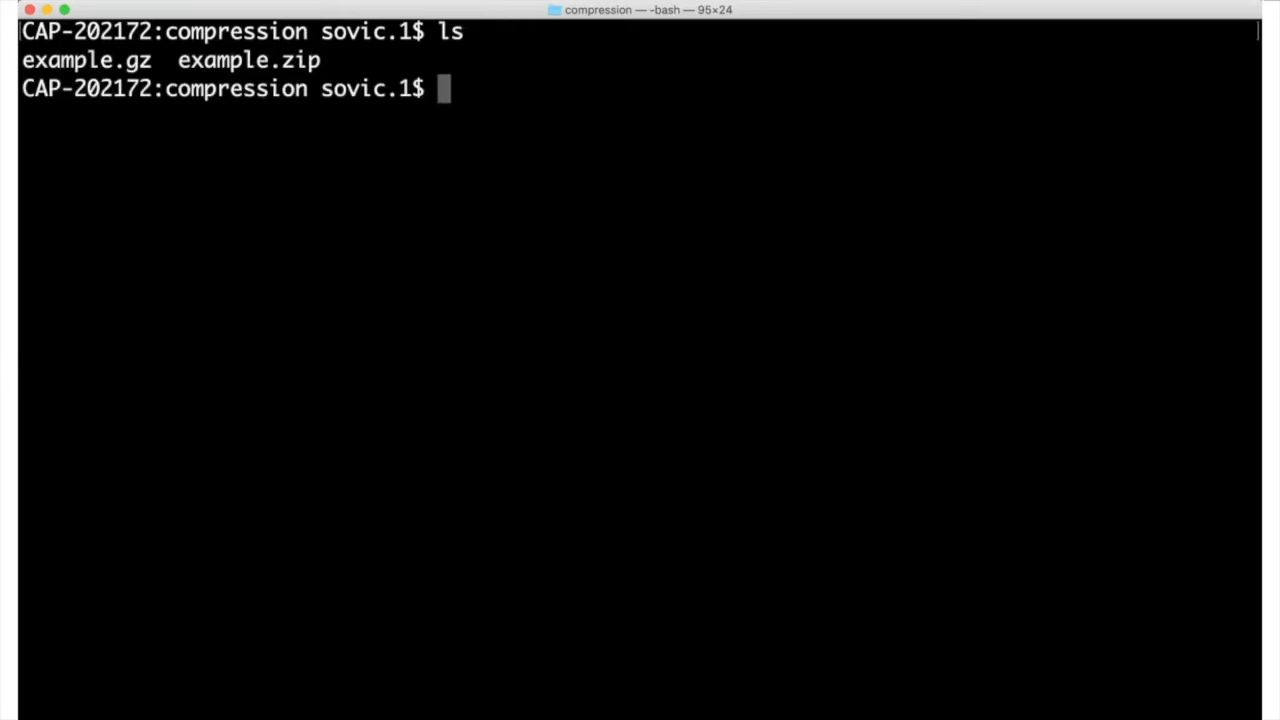 compression — -bash — 95×24
CAP-202172:compression sovic.1$ ls
example.gz  example.zip
CAP-202172:compression sovic.1$